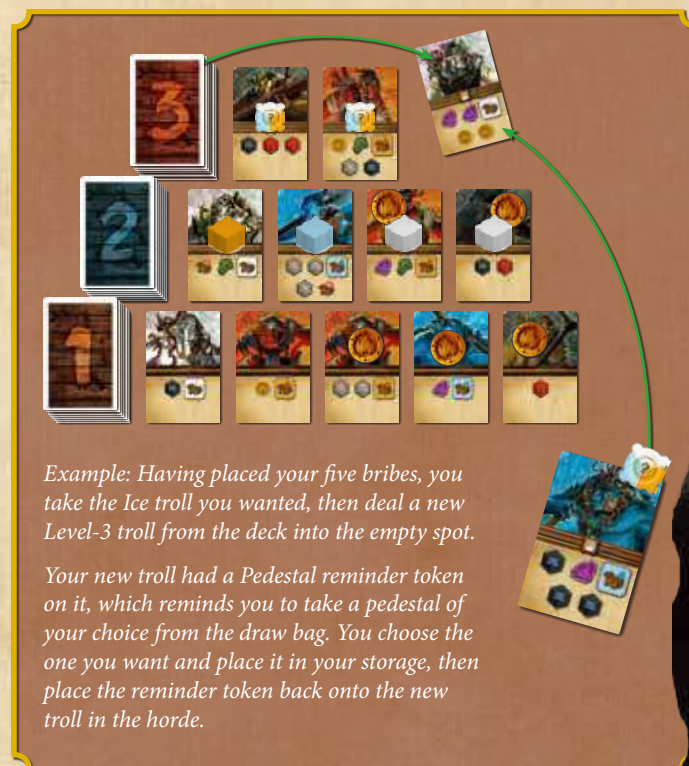 3
2
1
Example: Having placed your five bribes, you
take the Ice troll you wanted, then deal a new
Level-3 troll from the deck into the empty spot.
Your new troll had a Pedestal reminder token
on it, which reminds you to take a pedestal of
your choice from the draw bag. You choose the
one you want and place it in your storage, then
place the reminder token back onto the new
troll in the horde.